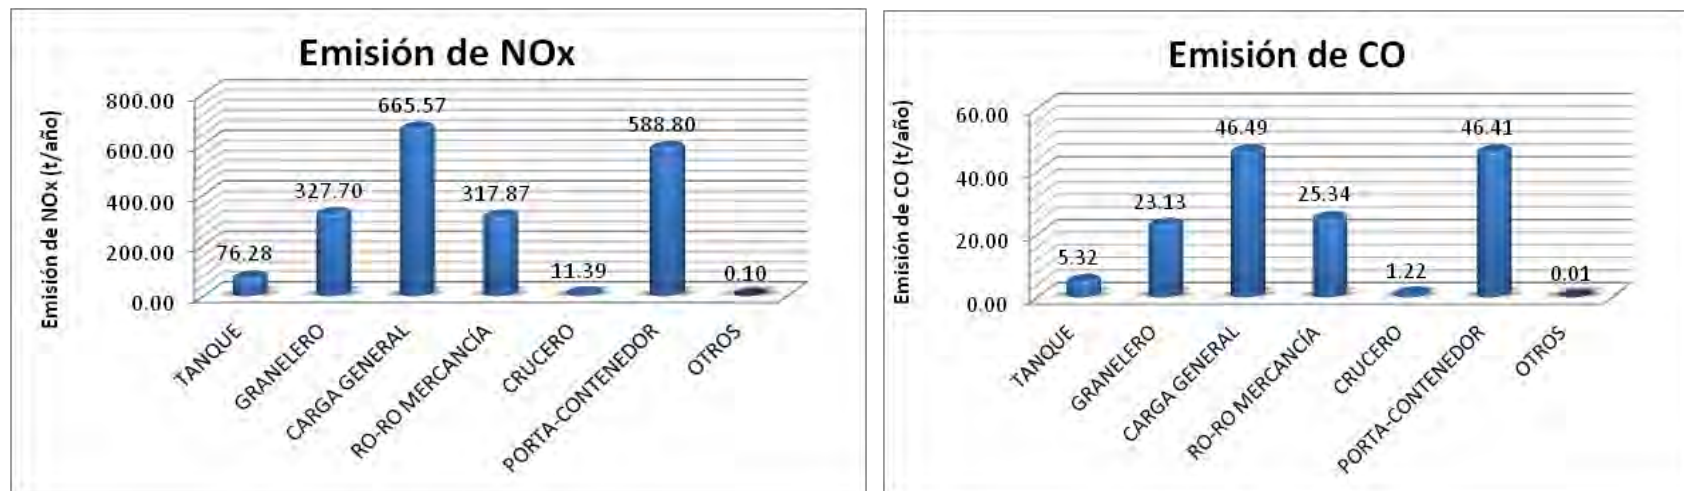 Emisión de NOx
Emisión de NOx (t/año)
800.00
600.00
400.00
200.00
0.00
76.28
327.70
665.57
317.87
11.39
588.80
0.10
TANQUE
GRANELERO
CARGA GENERAL
RO-RO MERCANCÍA
CRUCERO
PORTA-CONTENEDOR
OTROS
Emisión de CO
Emisión de CO (t/año)
60.00
40.00
20.00
0.00
5.32
23.13
46.49
25.34
1.22
46.41
0.01
TANQUE
GRANELERO
CARGA GENERAL
RO-RO MERCANCÍA
CRUCERO
PORTA-CONTENEDOR
OTROS